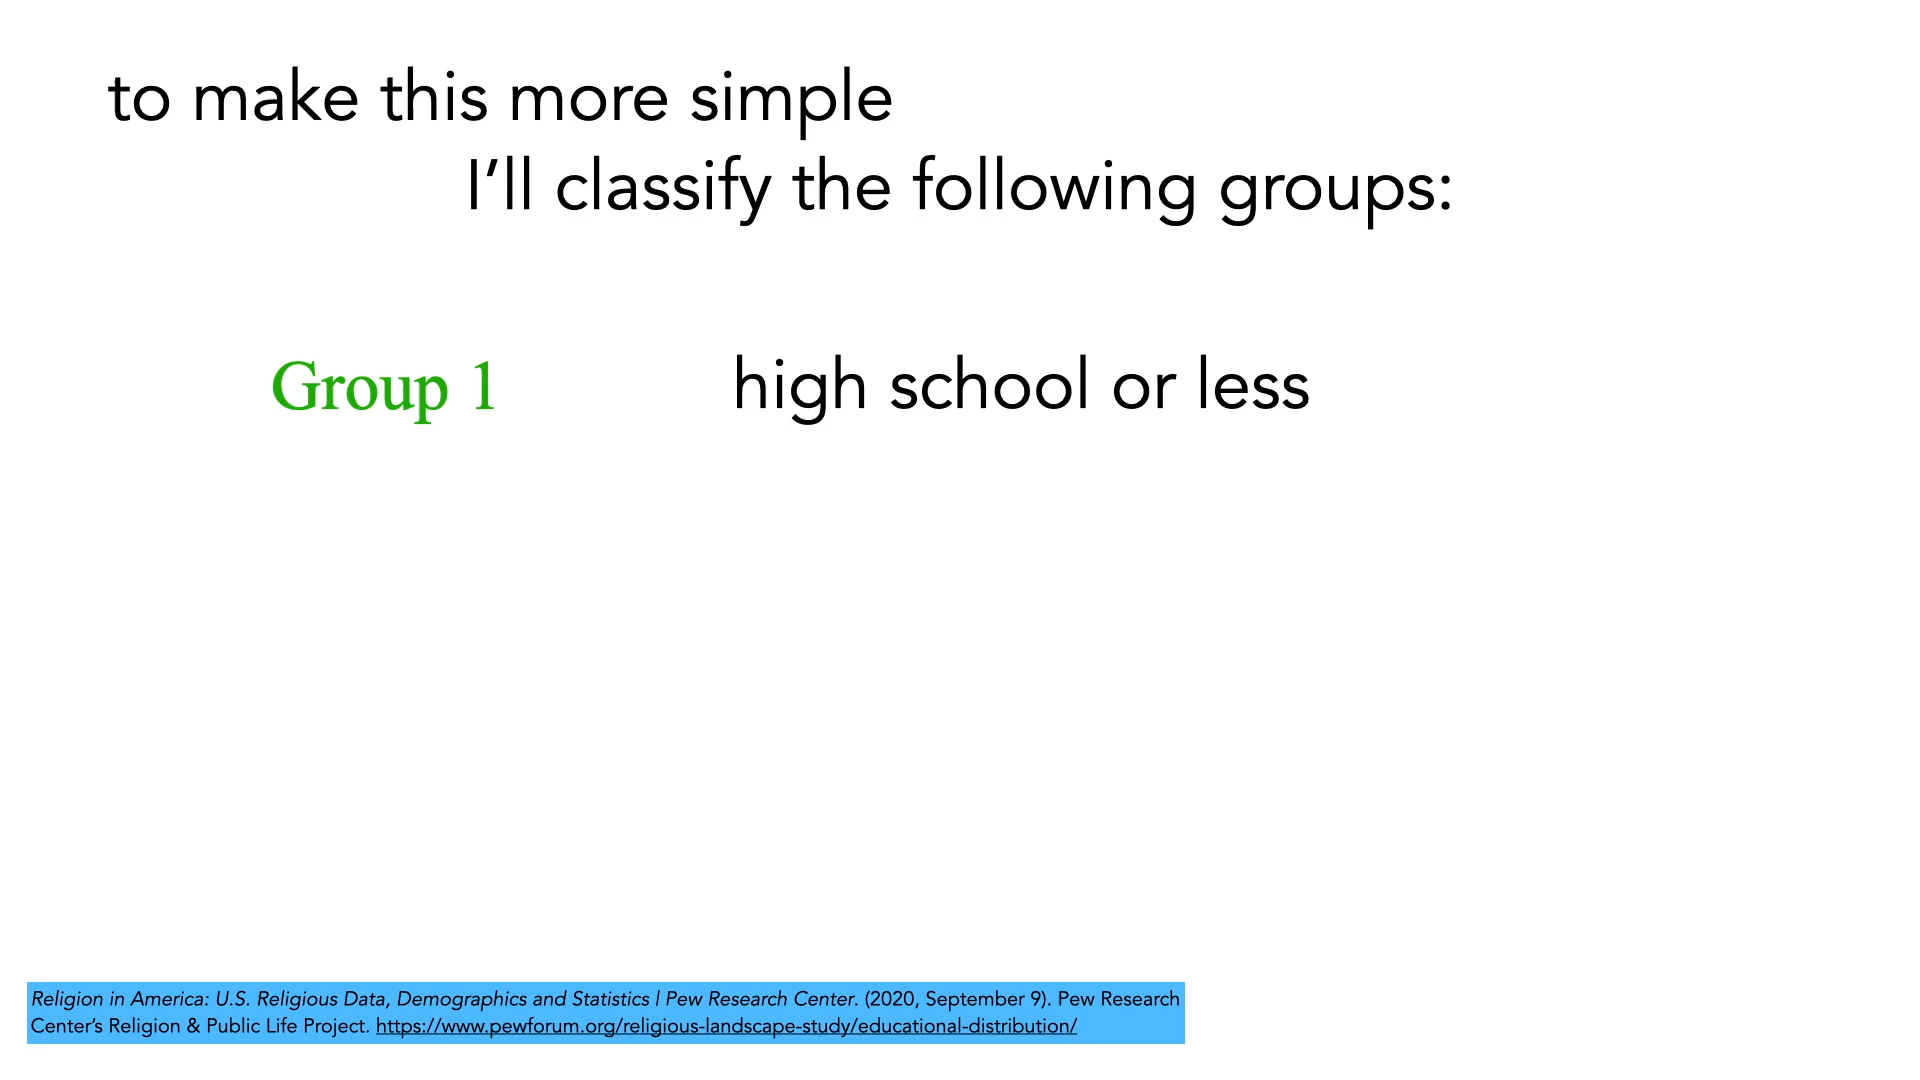 to make this more simple
I’ll classify the following groups:
Group 1 high school or less
Religion in America: U.S. Religious Data, Demographics and Statistics | Pew Research Center. (2020, September 9). Pew Research
Center’s Religion & Public Life Project. https://www.pewforum.org/religious-landscape-study/educational-distribution/